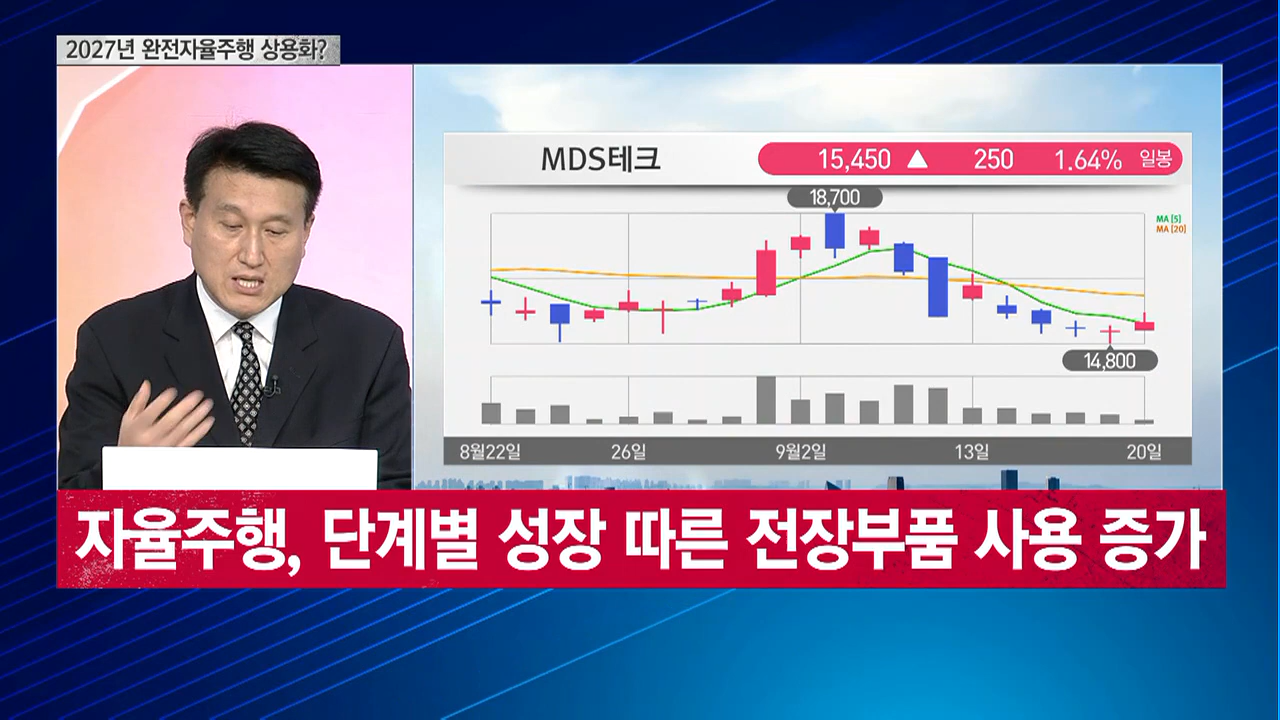 2027년 완전자율주행 상용화?
MDS테크 15,450 ▲ 250 1.64% 일봉
18,700
MA [5]
MA [20]
14,800
8월22일 26일 9월2일 13일 20일
자율주행, 단계별 성장 따른 전장부품 사용 증가